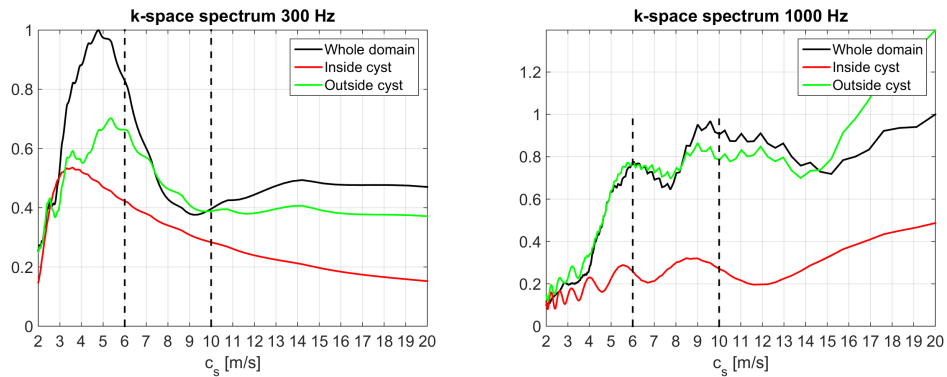 k-space spectrum 300 Hz
1
0.8
0.6
0.4
0.2
0
2 3 4 5 6 7 8 9 10 11 12 13 14 15 16 17 18 19 20
c_s [m/s]
Whole domain
Inside cyst
Outside cyst
k-space spectrum 1000 Hz
1.2
1
0.8
0.6
0.4
0.2
0
2 3 4 5 6 7 8 9 10 11 12 13 14 15 16 17 18 19 20
c_s [m/s]
Whole domain
Inside cyst
Outside cyst